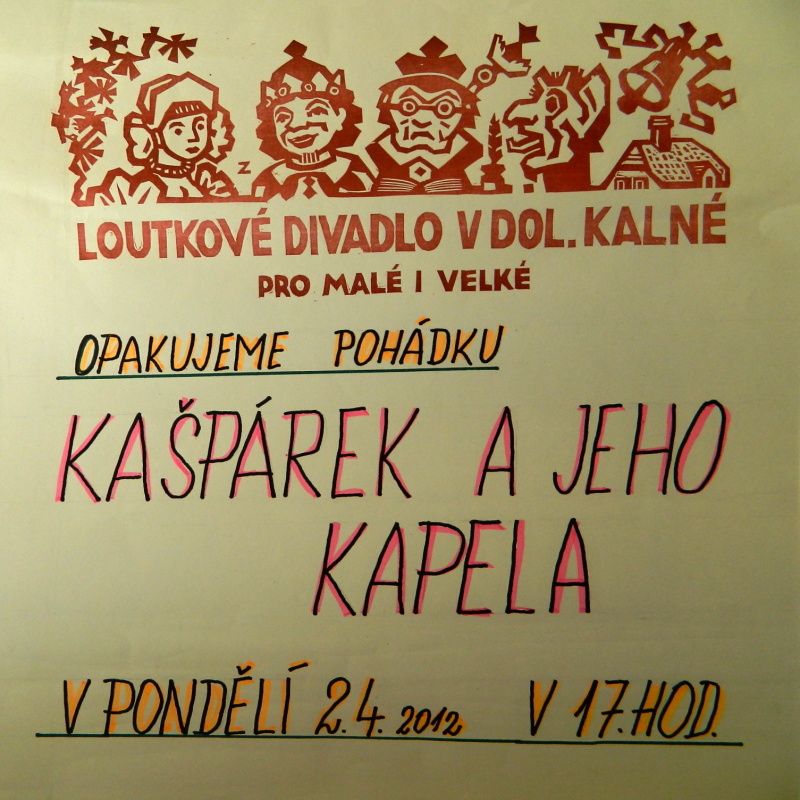 Z
LOUTKOVÉ DIVADLO V DOL. KALNÉ
PRO MALÉ I VELKÉ
OPAKUJEME POHÁDKU
KAŠPÁREK A JEHO
KAPELA
V PONDĚLÍ 2.4. 2012 V 17.HOD.